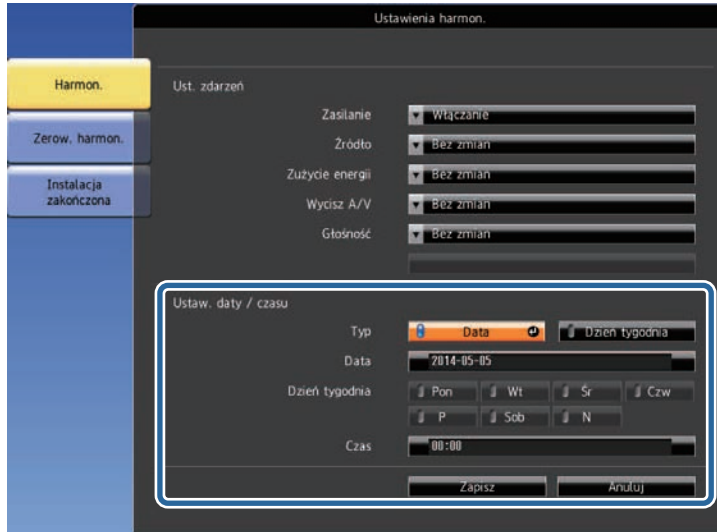 Ustawienia harmon.
Harmon.
Zerow. harmon.
Instalacja
zakończona
Ust. zdarzeń
Zasilanie Włączanie
Źródło Bez zmian
Zużycie energii Bez zmian
Wycisz A/V Bez zmian
Głośność Bez zmian
Ustaw. daty / czasu
Typ Data Dzień tygodnia
Data 2014-05-05
Dzień tygodnia Pon Wt Śr Czw
P Sob N
Czas 00:00
Zapisz Anuluj